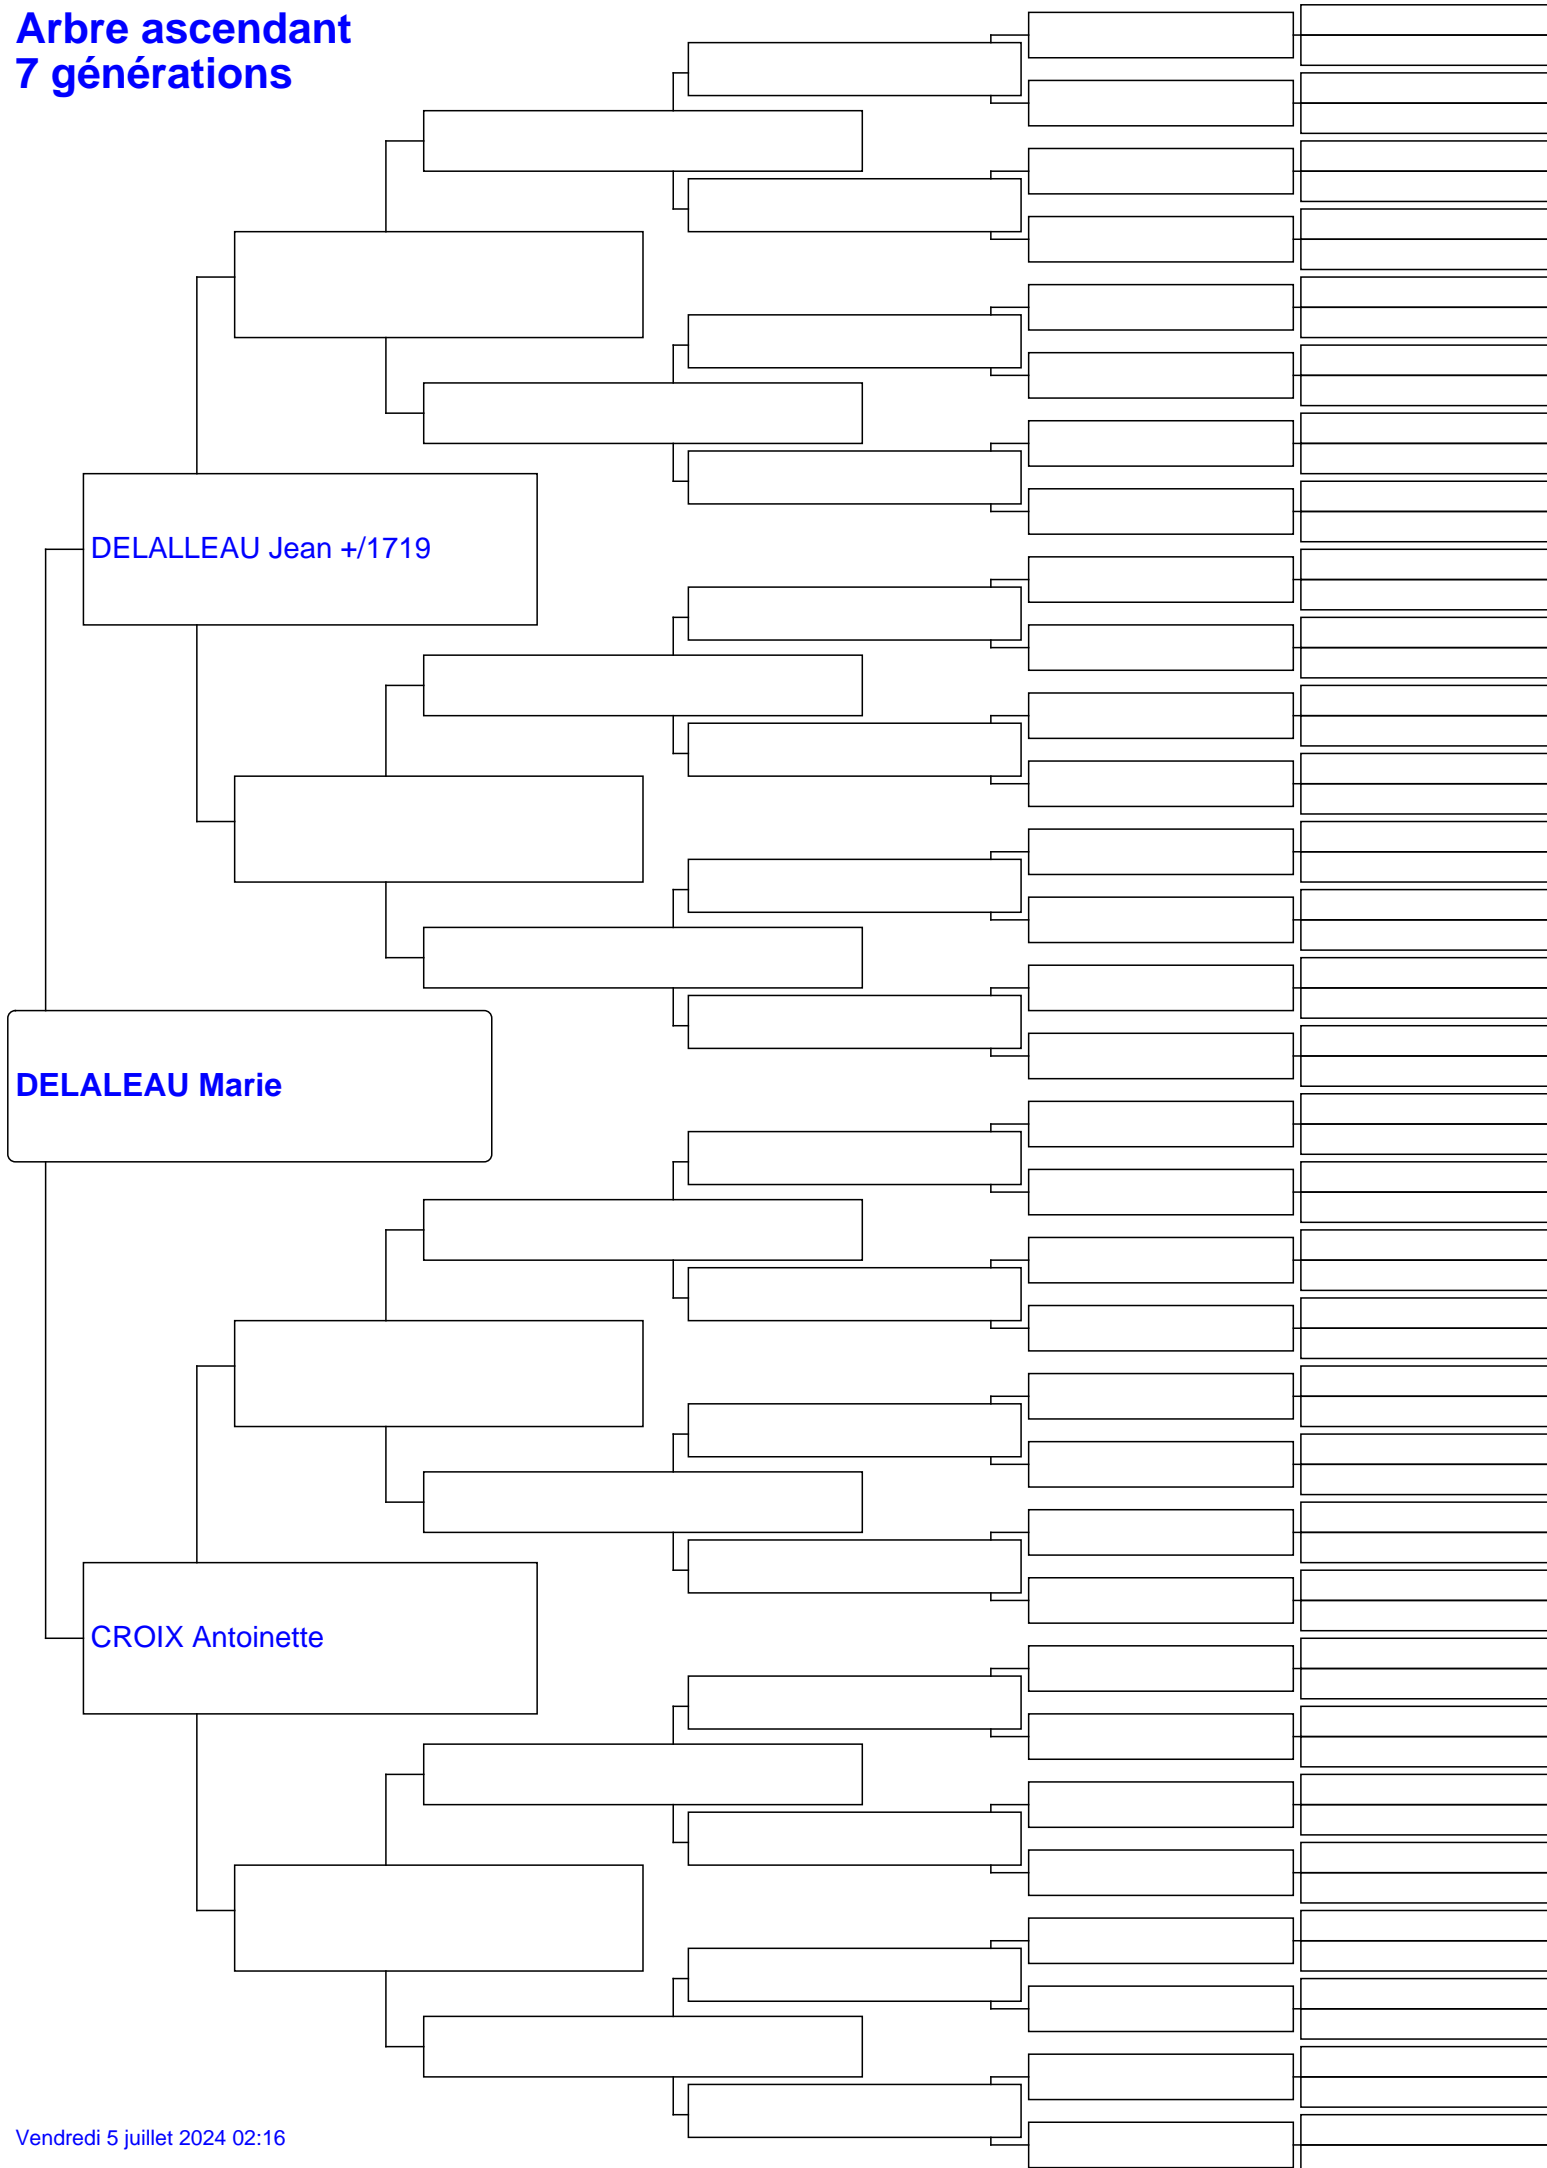 Arbre ascendant
7 générations
DELALLEAU Jean +/1719
DELALEAU Marie
CROIX Antoinette
Vendredi 5 juillet 2024 02:16